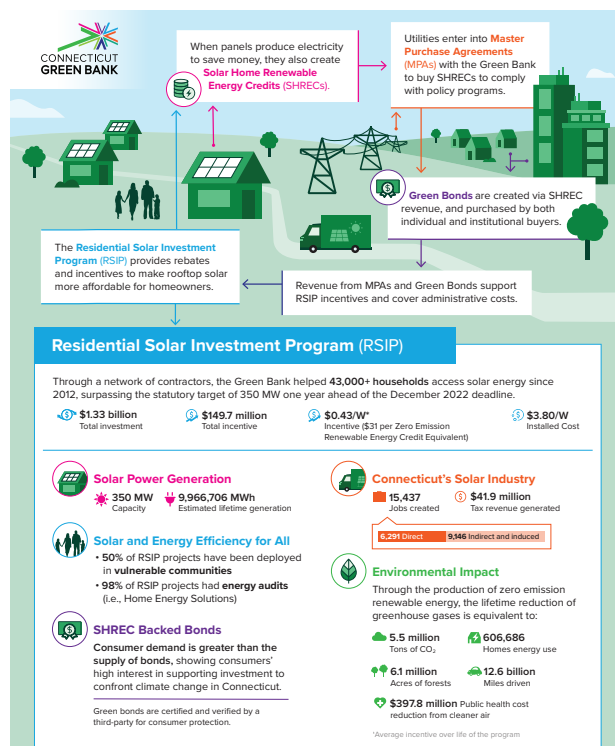 CONNECTICUT
GREEN BANK
When panels produce electricity
to save money, they also create
Solar Home Renewable
Energy Credits (SHRECs).
Utilities enter into Master
Purchase Agreements
(MPAs) with the Green Bank
to buy SHRECs to comply
with policy programs.
Green Bonds are created via SHREC
revenue, and purchased by both
individual and institutional buyers.
The Residential Solar Investment
Program (RSIP) provides rebates
and incentives to make rooftop solar
more affordable for homeowners.
Revenue from MPAs and Green Bonds support
RSIP incentives and cover administrative costs.
Residential Solar Investment Program (RSIP)
Through a network of contractors, the Green Bank helped 43,000+ households access solar energy since
2012, surpassing the statutory target of 350 MW one year ahead of the December 2022 deadline.
$1.33 billion
Total investment
$149.7 million
Total incentive
$0.43/W*
Incentive ($31 per Zero Emission
Renewable Energy Credit Equivalent)
$3.80/W
Installed Cost
Solar Power Generation
350 MW
Capacity
9,966,706 MWh
Estimated lifetime generation
Solar and Energy Efficiency for All
• 50% of RSIP projects have been deployed
in vulnerable communities
• 98% of RSIP projects had energy audits
(i.e., Home Energy Solutions)
SHREC Backed Bonds
Consumer demand is greater than the
supply of bonds, showing consumers'
high interest in supporting investment to
confront climate change in Connecticut.
Green bonds are certified and verified by a
third-party for consumer protection.
Connecticut's Solar Industry
15,437
Jobs created
$41.9 million
Tax revenue generated
6,291 Direct
9,146 Indirect and induced
Environmental Impact
Through the production of zero emission
renewable energy, the lifetime reduction of
greenhouse gases is equivalent to:
5.5 million
Tons of CO₂
606,686
Homes energy use
6.1 million
Acres of forests
12.6 billion
Miles driven
$397.8 million Public health cost
reduction from cleaner air
*Average incentive over life of the program